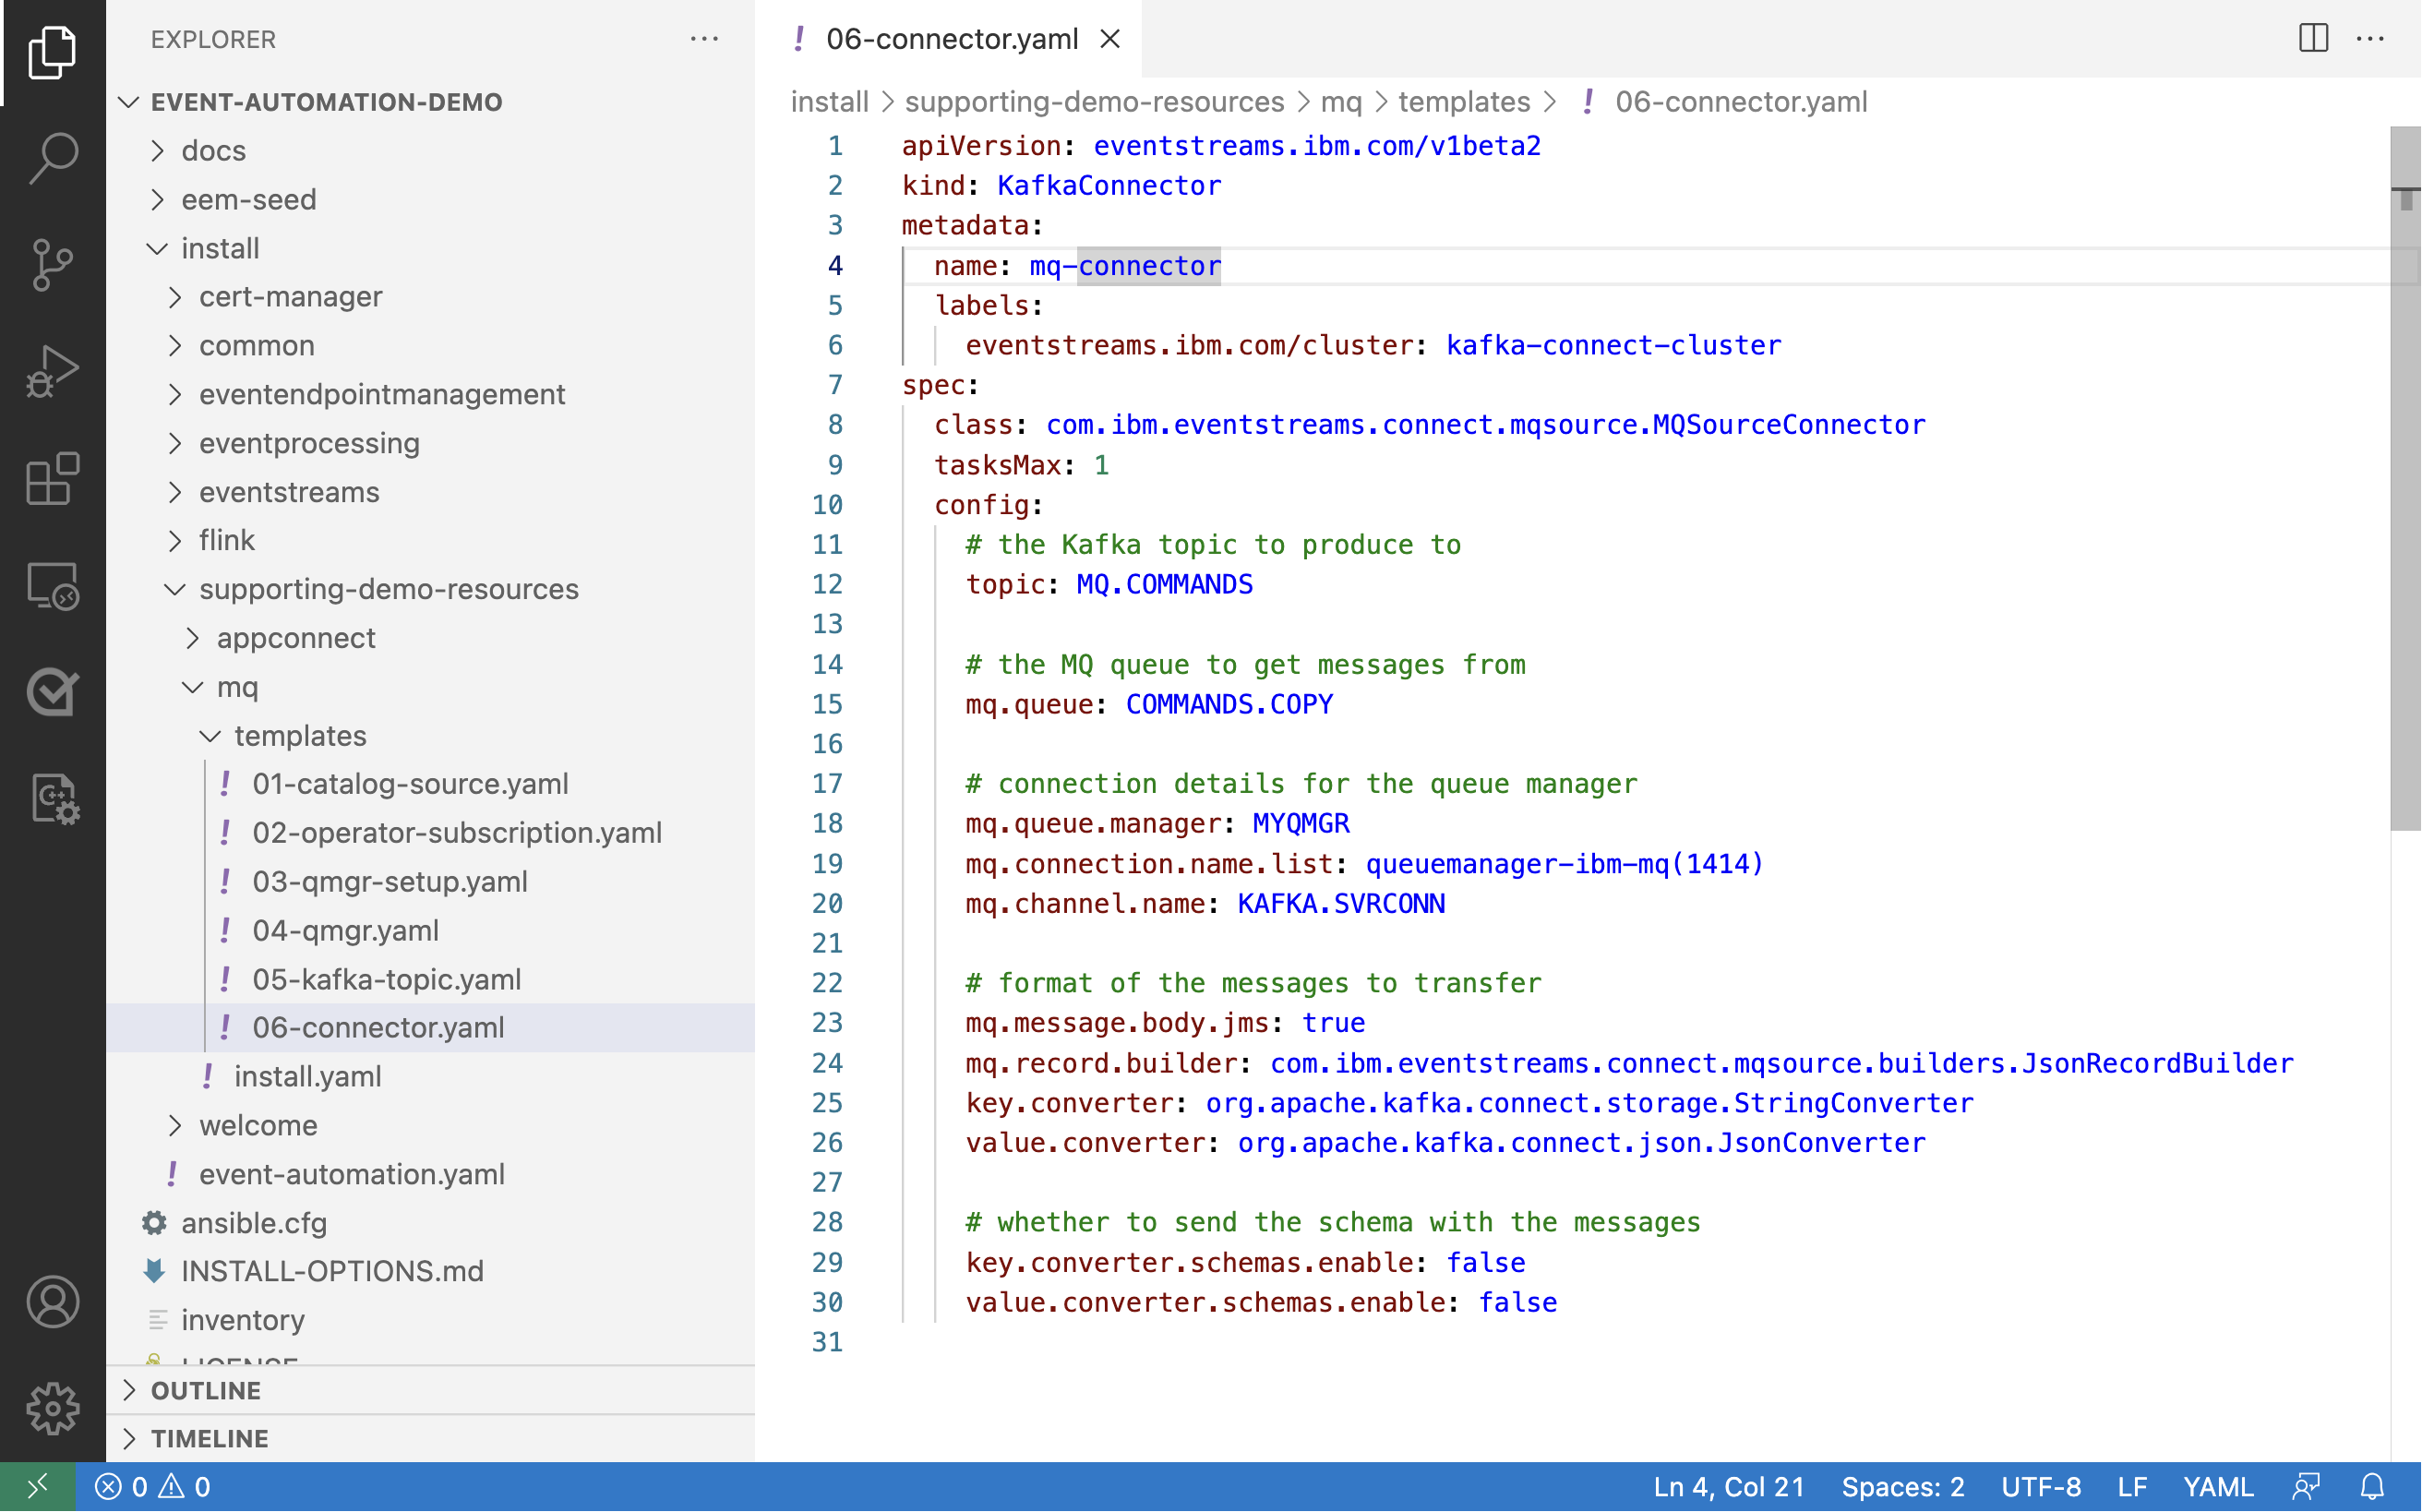 EXPLORER
EVENT-AUTOMATION-DEMO
docs
eem-seed
install
cert-manager
common
eventendpointmanagement
eventprocessing
eventstreams
flink
supporting-demo-resources
appconnect
mq
templates
01-catalog-source.yaml
02-operator-subscription.yaml
03-qmgr-setup.yaml
04-qmgr.yaml
05-kafka-topic.yaml
06-connector.yaml
install.yaml
welcome
event-automation.yaml
ansible.cfg
INSTALL-OPTIONS.md
inventory
LICENSE
OUTLINE
TIMELINE
06-connector.yaml
install > supporting-demo-resources > mq > templates > ! 06-connector.yaml
1 apiVersion: eventstreams.ibm.com/v1beta2
2 kind: KafkaConnector
3 metadata:
4   name: mq-connector
5   labels:
6     eventstreams.ibm.com/cluster: kafka-connect-cluster
7 spec:
8   class: com.ibm.eventstreams.connect.mqsource.MQSourceConnector
9   tasksMax: 1
10   config:
11     # the Kafka topic to produce to
12     topic: MQ.COMMANDS
13
14     # the MQ queue to get messages from
15     mq.queue: COMMANDS.COPY
16
17     # connection details for the queue manager
18     mq.queue.manager: MYQMGR
19     mq.connection.name.list: queuemanager-ibm-mq(1414)
20     mq.channel.name: KAFKA.SVRCONN
21
22     # format of the messages to transfer
23     mq.message.body.jms: true
24     mq.record.builder: com.ibm.eventstreams.connect.mqsource.builders.JsonRecordBuilder
25     key.converter: org.apache.kafka.connect.storage.StringConverter
26     value.converter: org.apache.kafka.connect.json.JsonConverter
27
28     # whether to send the schema with the messages
29     key.converter.schemas.enable: false
30     value.converter.schemas.enable: false
31
0 0 Ln 4, Col 21 Spaces: 2 UTF-8 LF YAML